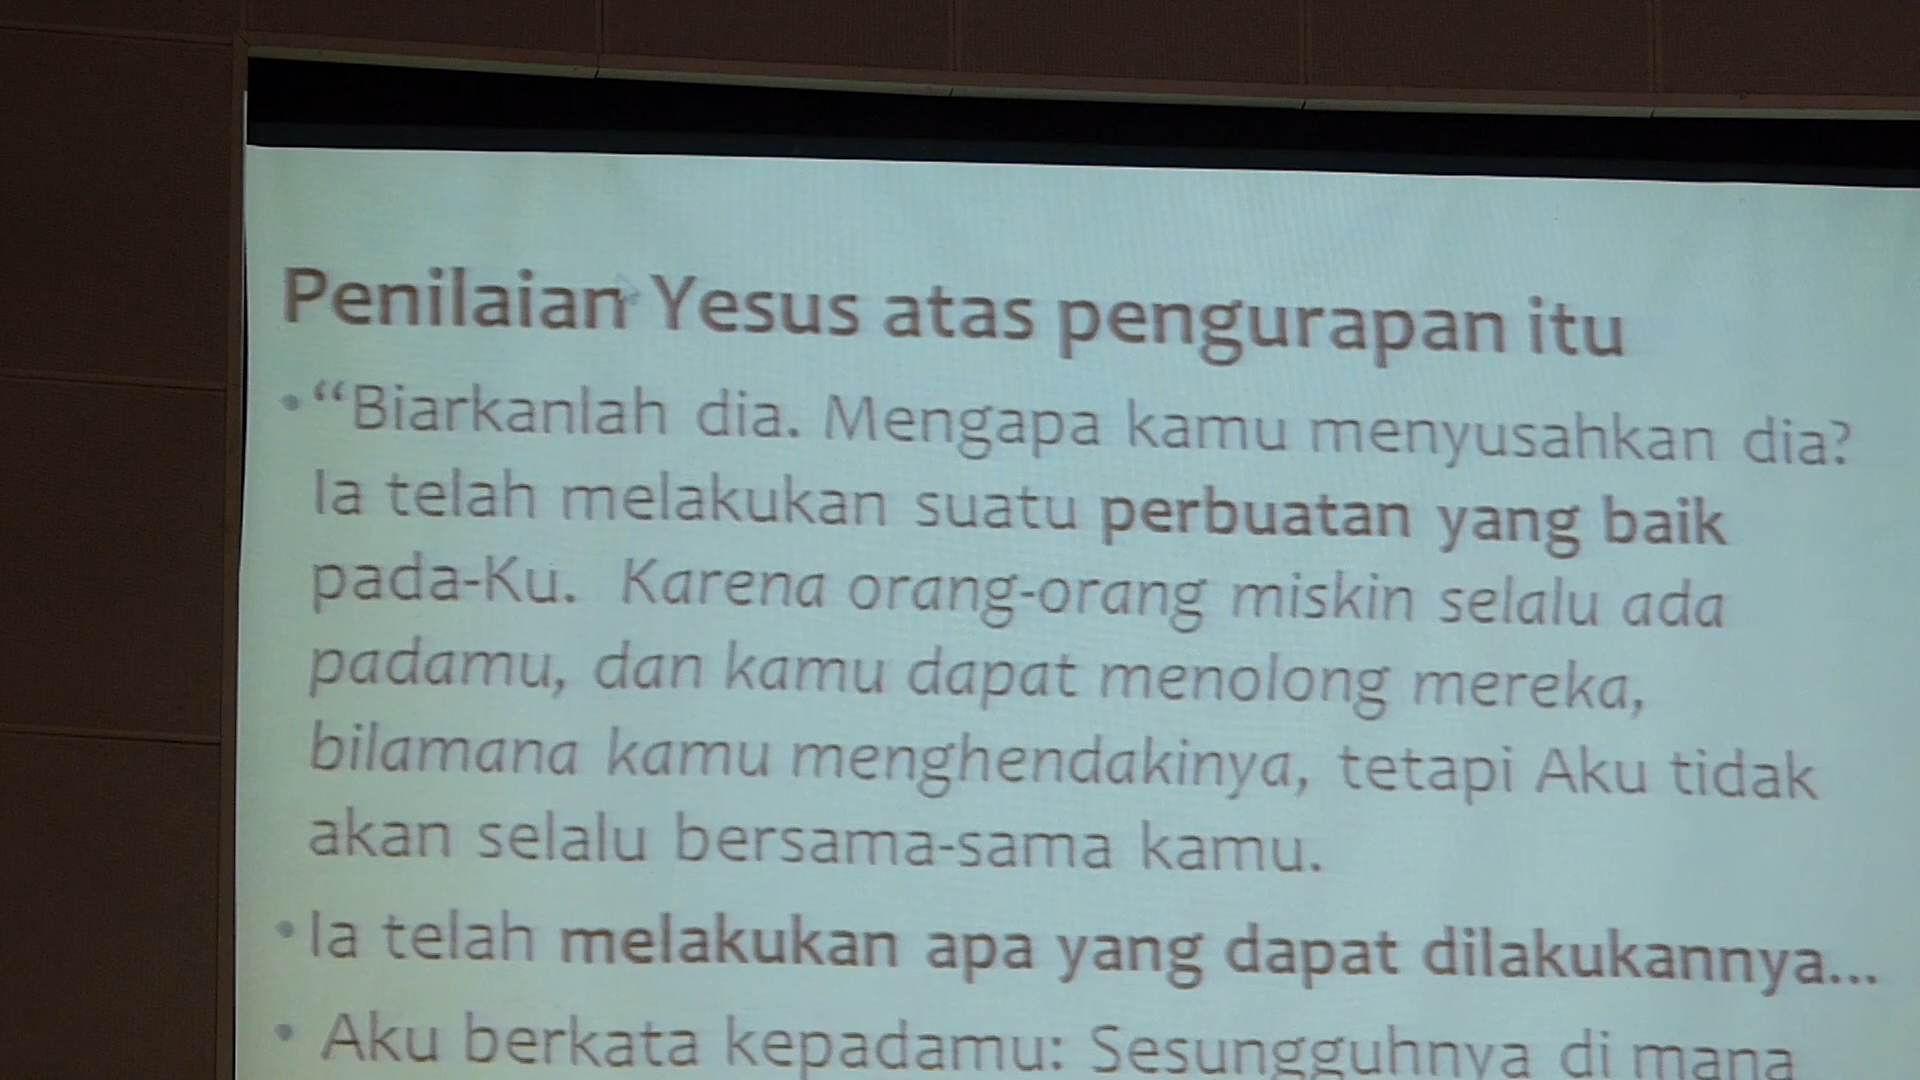 Penilaian Yesus atas pengurapan itu
• “Biarkanlah dia. Mengapa kamu menyusahkan dia?
Ia telah melakukan suatu perbuatan yang baik
pada-Ku. Karena orang-orang miskin selalu ada
padamu, dan kamu dapat menolong mereka,
bilamana kamu menghendakinya, tetapi Aku tidak
akan selalu bersama-sama kamu.
• Ia telah melakukan apa yang dapat dilakukannya...
• Aku berkata kepadamu: Sesungguhnya di mana